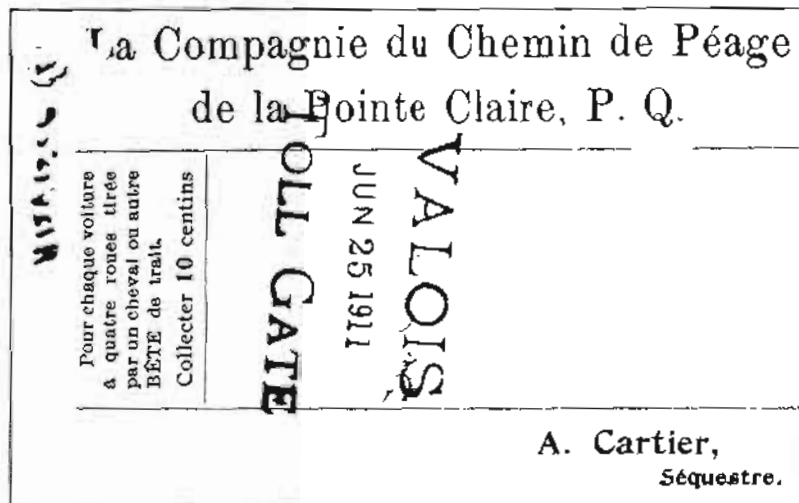 La Compagnie du Chemin de Péage
de la Pointe Claire, P. Q.
Pour chaque voiture
à quatre roues tirée
par un cheval ou autre
BÊTE de trait.
Collecter 10 centins
TOLL GATE
JUN 25 1911
VALOIS
A. Cartier,
Séquestre.